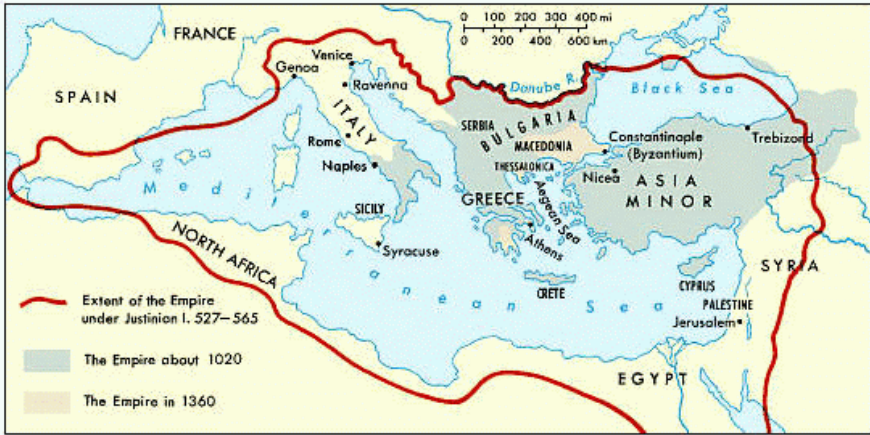 0 100 200 300 400 mi
0 200 400 600 km
FRANCE
Venice
Genoa
Danube R.
Black Sea
SPAIN
Ravenna
ITALY
SERBIA
BULGARIA
Rome
MACEDONIA
Constantinople
(Byzantium)
Trebizond
Naples
THESSALONICA
Nicea
ASIA
MINOR
Mediterranean Sea
GREECE
Aegean Sea
SICILY
Athens
NORTH AFRICA
Syracuse
SYRIA
CRETE
CYPRUS
PALESTINE
Jerusalem
EGYPT
Extent of the Empire
under Justinian I. 527–565
The Empire about 1020
The Empire in 1360